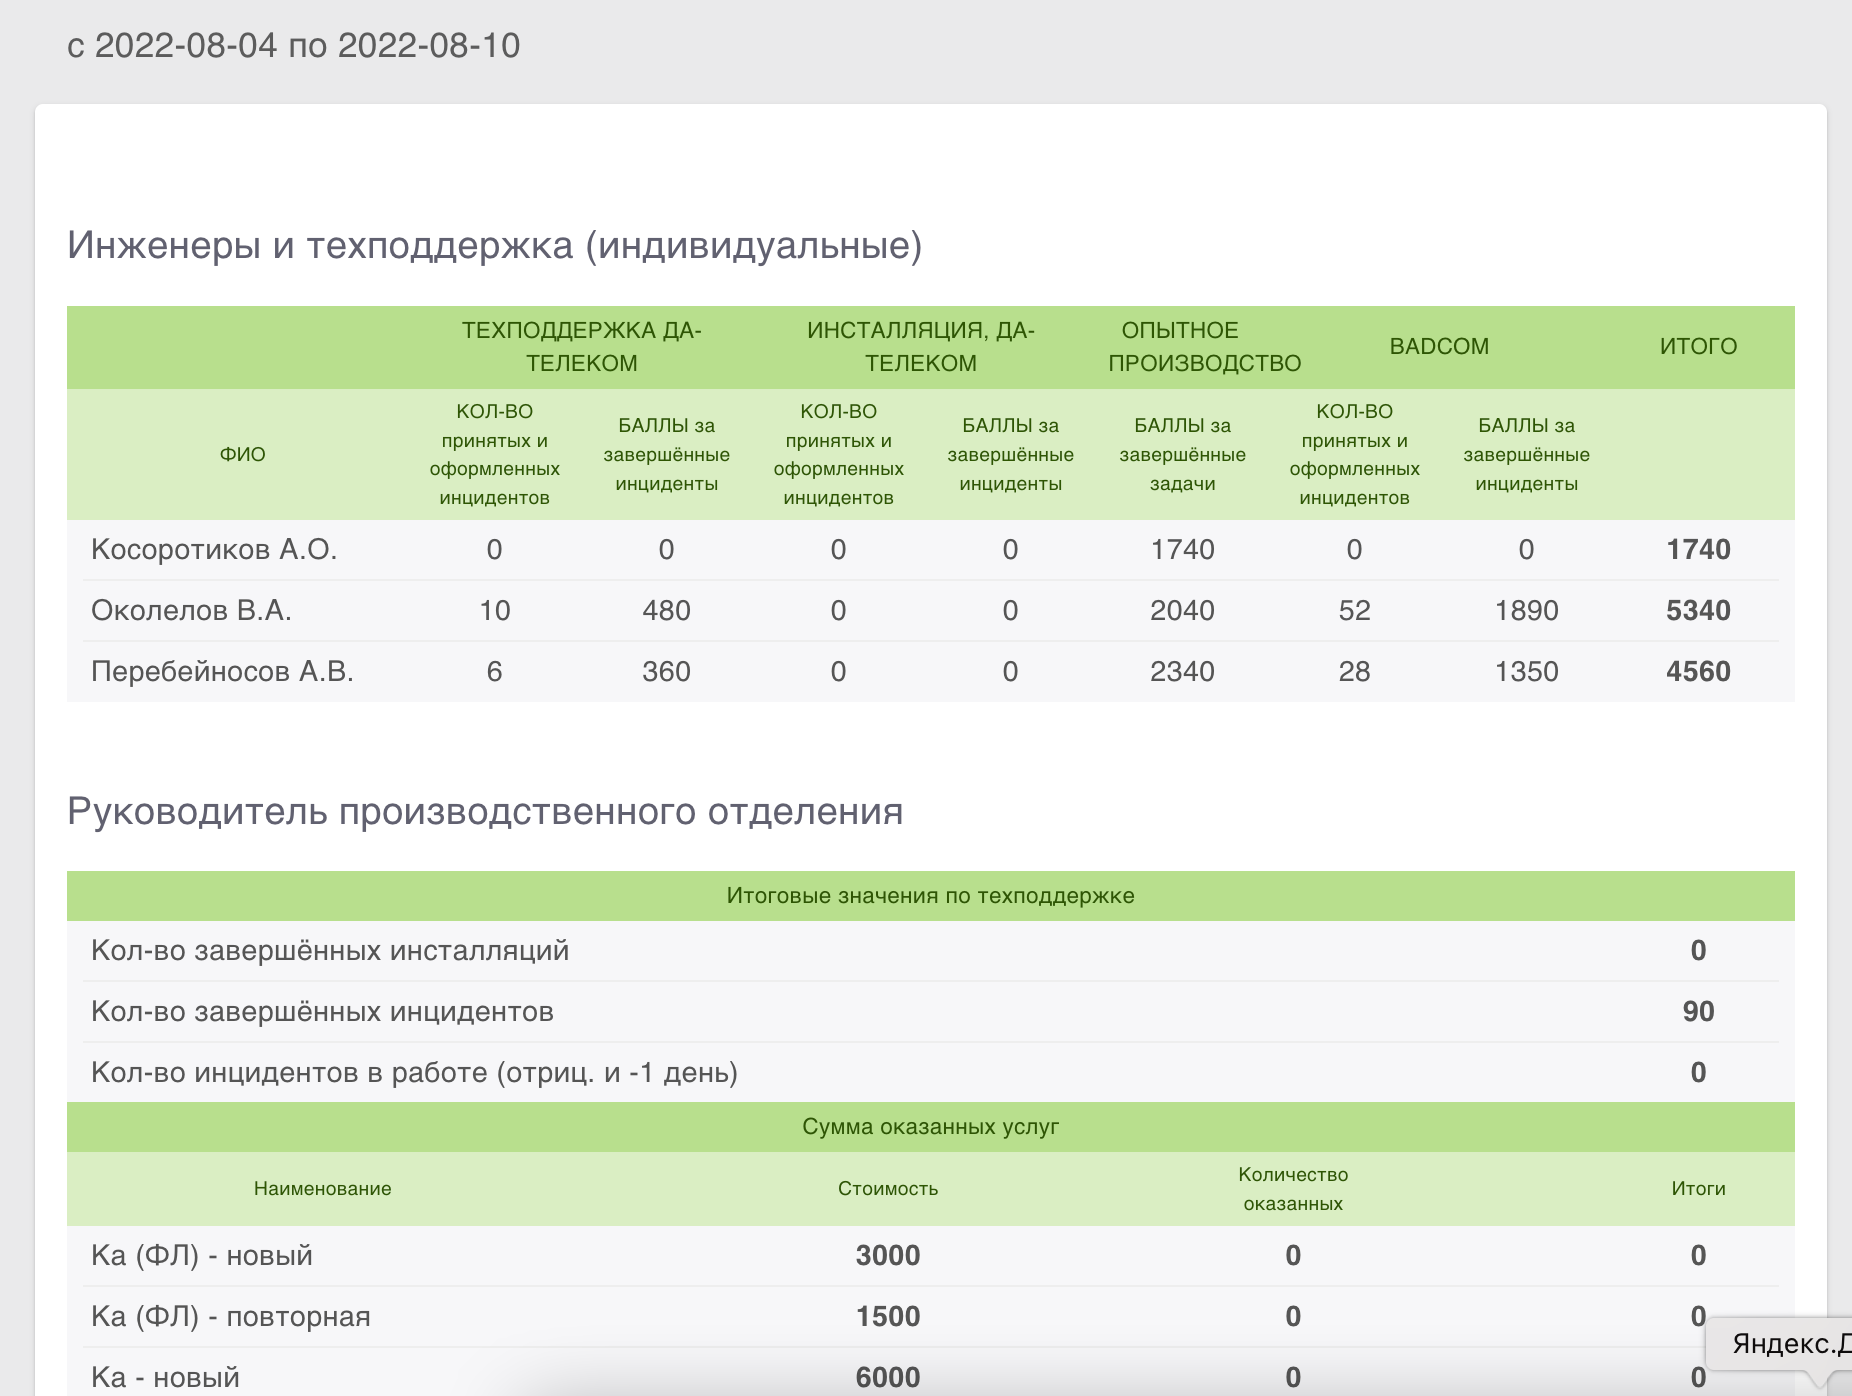 с 2022-08-04 по 2022-08-10
Инженеры и техподдержка (индивидуальные)
ТЕХПОДДЕРЖКА ДА-
ТЕЛЕКОМ
ИНСТАЛЛЯЦИЯ, ДА-
ТЕЛЕКОМ
ОПЫТНОЕ
ПРОИЗВОДСТВО
BADCOM
ИТОГО
ФИО
КОЛ-ВО
принятых и
оформленных
инцидентов
БАЛЛЫ за
завершённые
инциденты
КОЛ-ВО
принятых и
оформленных
инцидентов
БАЛЛЫ за
завершённые
инциденты
БАЛЛЫ за
завершённые
задачи
КОЛ-ВО
принятых и
оформленных
инцидентов
БАЛЛЫ за
завершённые
инциденты
Косоротиков А.О. 0 0 0 0 1740 0 0 1740
Околелов В.А. 10 480 0 0 2040 52 1890 5340
Перебейносов А.В. 6 360 0 0 2340 28 1350 4560
Руководитель производственного отделения
Итоговые значения по техподдержке
Кол-во завершённых инсталляций 0
Кол-во завершённых инцидентов 90
Кол-во инцидентов в работе (отриц. и -1 день) 0
Сумма оказанных услуг
Наименование
Стоимость
Количество
оказанных
Итоги
Ка (ФЛ) - новый 3000 0 0
Ка (ФЛ) - повторная 1500 0 0
Яндекс.Д
Ка - новый 6000 0 0